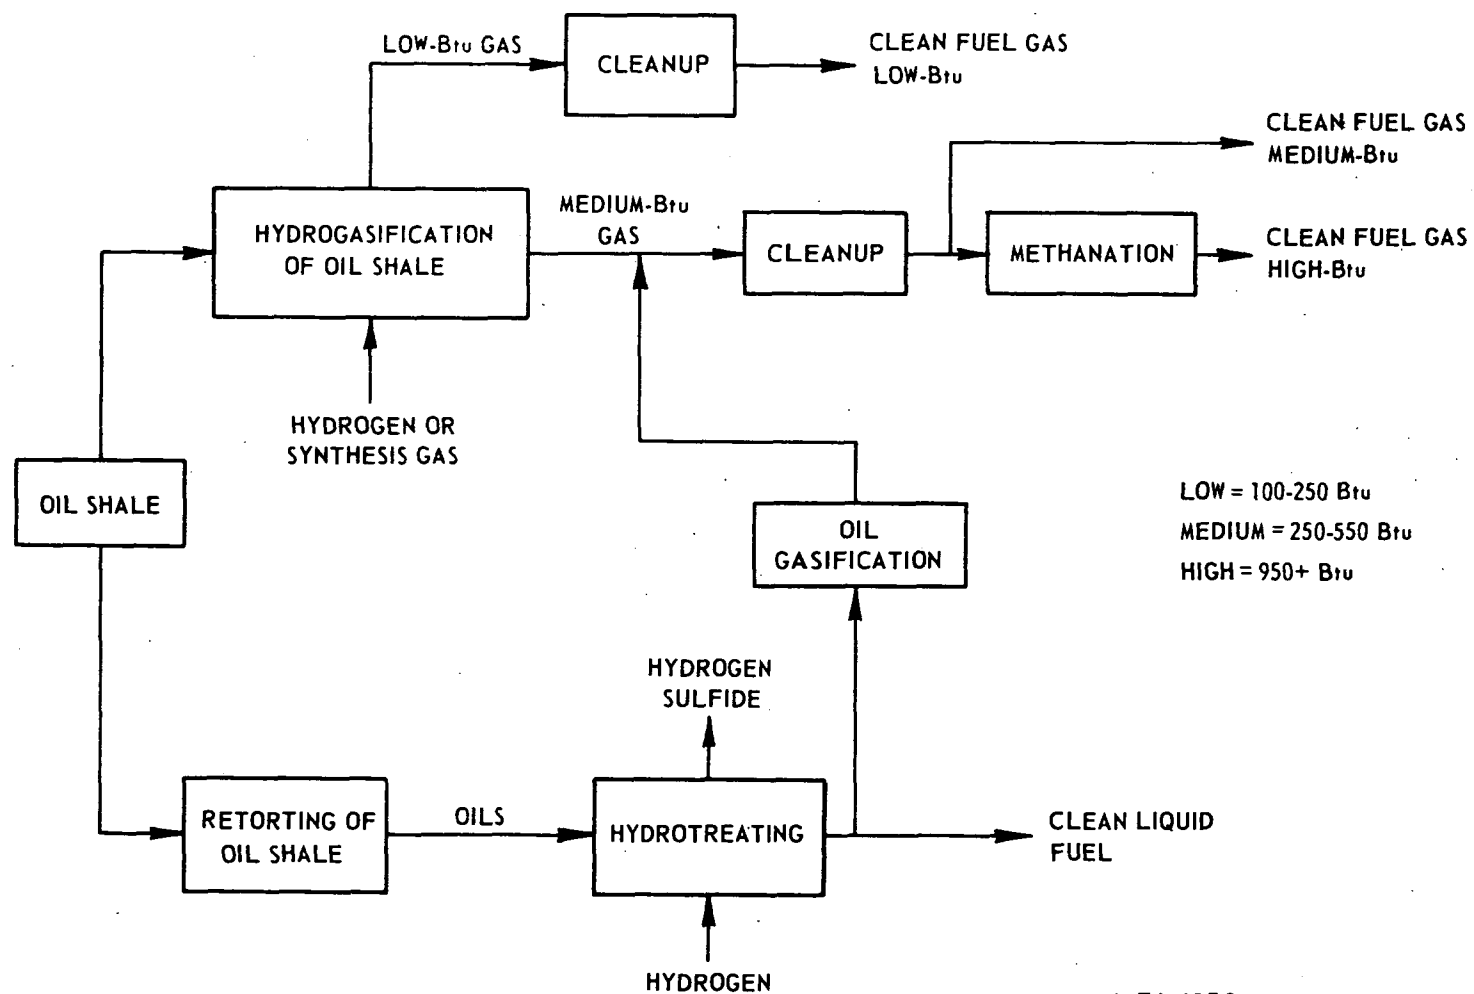 LOW-Btu GAS
CLEANUP
CLEAN FUEL GAS
LOW-Btu
CLEAN FUEL GAS
MEDIUM-Btu
HYDROGASIFICATION
OF OIL SHALE
MEDIUM-Btu
GAS
CLEANUP
METHANATION
CLEAN FUEL GAS
HIGH-Btu
HYDROGEN OR
SYNTHESIS GAS
OIL SHALE
OIL
GASIFICATION
LOW = 100-250 Btu
MEDIUM = 250-550 Btu
HIGH = 950+ Btu
HYDROGEN
SULFIDE
RETORTING OF
OIL SHALE
OILS
HYDROTREATING
CLEAN LIQUID
FUEL
HYDROGEN